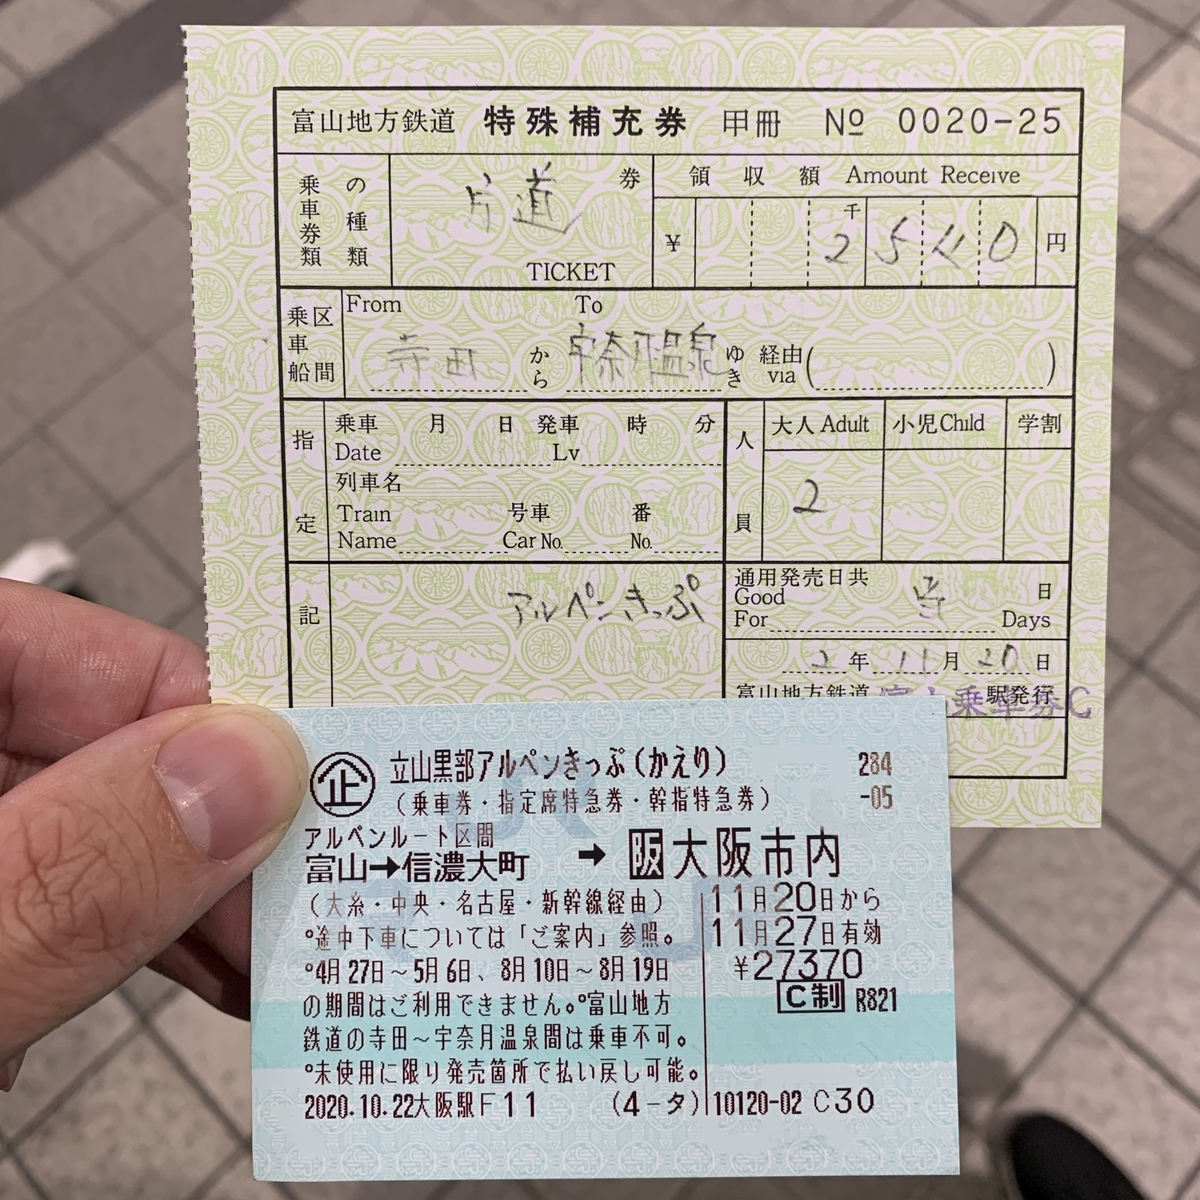 富山地方鉄道 特殊補充券 甲冊 № 0020-25
乗車券類の種類 片道 券 TICKET
領収額 Amount Receive
¥ 千 2540 円
乗車船区間 From 寺田 から To 宇奈月温泉 ゆき 経由 via ( )
指定
乗車 月 日 発車 時 分
Date Lv
列車名
Train 号車 番
Name Car No. No.
人員 大人 Adult 小児 Child 学割
2
記 アルペンきっぷ
通用発売日共
Good 当 日
For Days
2 年 11 月 20 日
富山地方鉄道 駅発行
乗車券C
企 立山黒部アルペンきっぷ(かえり) 284
(乗車券・指定席特急券・幹指特急券) -05
アルペンルート区間
富山→信濃大町 → 阪大阪市内
(大糸・中央・名古屋・新幹線経由) 11月20日から
°途中下車については「ご案内」参照。 11月27日有効
°4月27日~5月6日、8月10日~8月19日 ¥27370
の期間はご利用できません。°富山地方 C制 R821
鉄道の寺田~宇奈月温泉間は乗車不可。
°未使用に限り発売箇所で払い戻し可能。
2020.10.22大阪駅F11 (4-タ) 10120-02 C30